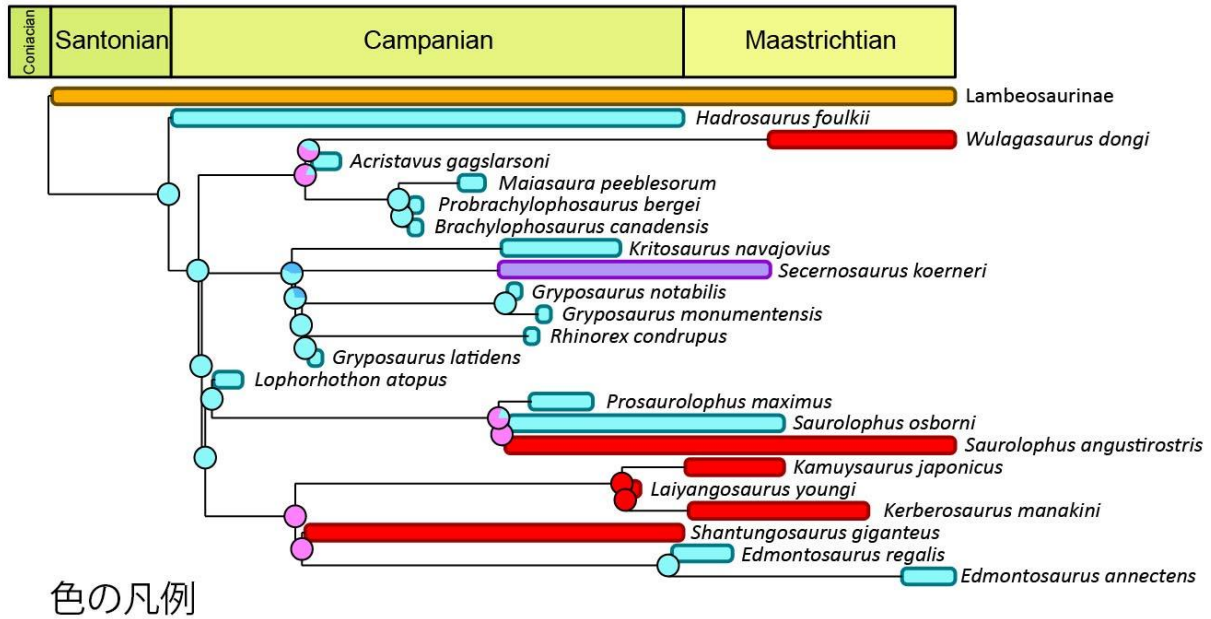 Coniacian
Santonian
Campanian
Maastrichtian
Lambeosaurinae
Hadrosaurus foulkii
Wulagasaurus dongi
Acristavus gagslarsoni
Maiasaura peeblesorum
Probrachylophosaurus bergei
Brachylophosaurus canadensis
Kritosaurus navajovius
Secernosaurus koerneri
Gryposaurus notabilis
Gryposaurus monumentensis
Rhinorex condrupus
Gryposaurus latidens
Lophorhothon atopus
Prosaurolophus maximus
Saurolophus osborni
Saurolophus angustirostris
Kamuysaurus japonicus
Laiyangosaurus youngi
Kerberosaurus manakini
Shantungosaurus giganteus
Edmontosaurus regalis
Edmontosaurus annectens
色の凡例